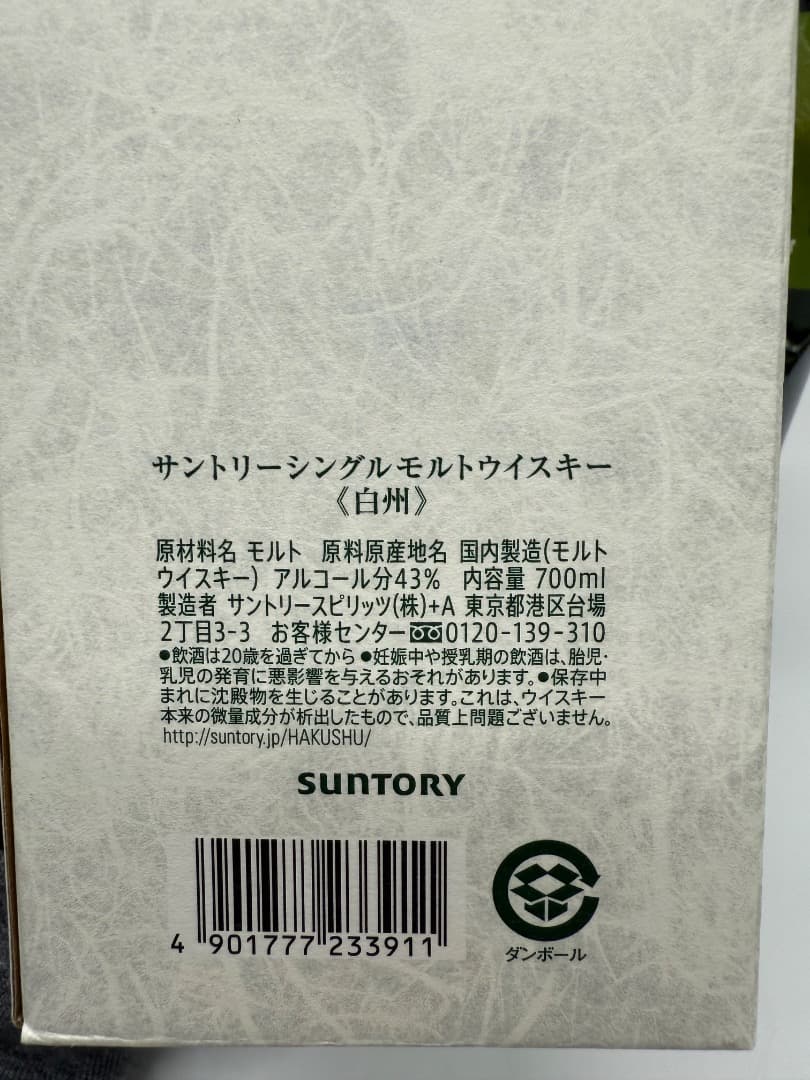 サントリーシングルモルトウイスキー
《白州》
原材料名 モルト 原料原産地名 国内製造(モルト
ウイスキー) アルコール分43% 内容量 700ml
製造者 サントリースピリッツ(株)+A 東京都港区台場
2丁目3-3 お客様センター 0120-139-310
●飲酒は20歳を過ぎてから ●妊娠中や授乳期の飲酒は、胎児・
乳児の発育に悪影響を与えるおそれがあります。●保存中
まれに沈殿物を生じることがあります。これは、ウイスキー
本来の微量成分が析出したもので、品質上問題ございません。
http://suntory.jp/HAKUSHU/
SUNTORY
4 901777 233911
ダンボール